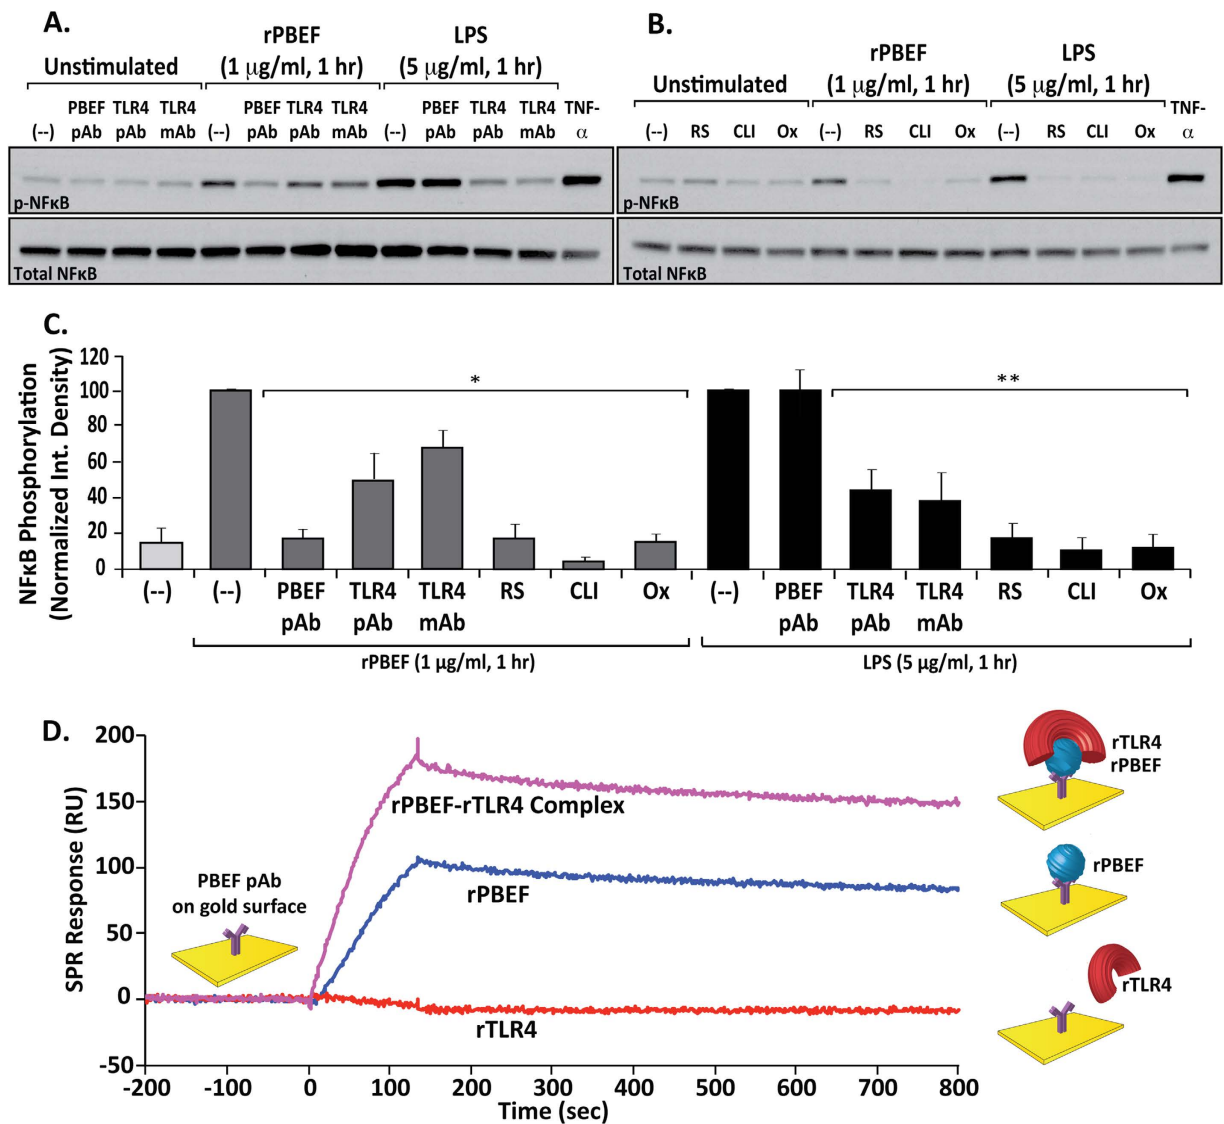 A.
rPBEF
LPS
Unstimulated
(1 μg/ml, 1 hr)
(5 μg/ml, 1 hr)
PBEF TLR4 TLR4
PBEF TLR4 TLR4
PBEF TLR4 TLR4 TNF-
(--) pAb pAb mAb (--) pAb pAb mAb (--) pAb pAb mAb α
p-NFκB
Total NFκB
B.
rPBEF
LPS
Unstimulated
(1 μg/ml, 1 hr)
(5 μg/ml, 1 hr)
TNF-
(--) RS CLI Ox (--) RS CLI Ox (--) RS CLI Ox α
p-NFκB
Total NFκB
C.
NFκB Phosphorylation
(Normalized Int. Density)
120
100
80
60
40
20
0
*
**
(--) (--) PBEF TLR4 TLR4 RS CLI Ox (--) PBEF TLR4 TLR4 RS CLI Ox
pAb pAb mAb pAb pAb mAb
rPBEF (1 μg/ml, 1 hr)
LPS (5 μg/ml, 1 hr)
D.
SPR Response (RU)
200
150
100
50
0
-50
-200 -100 0 100 200 300 400 500 600 700 800
Time (sec)
PBEF pAb
on gold surface
rPBEF-rTLR4 Complex
rPBEF
rTLR4
rTLR4
rPBEF
rPBEF
rTLR4